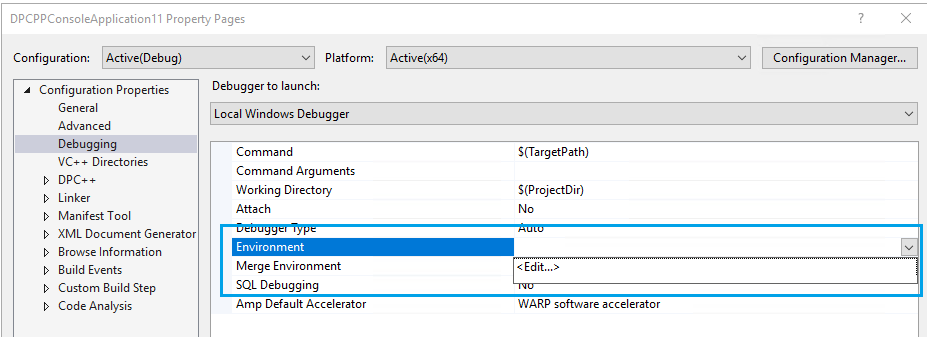 DPCPPConsoleApplication11 Property Pages ? ×
Configuration: Active(Debug) Platform: Active(x64) Configuration Manager...
Configuration Properties
General
Advanced
Debugging
VC++ Directories
DPC++
Linker
Manifest Tool
XML Document Generator
Browse Information
Build Events
Custom Build Step
Code Analysis
Debugger to launch:
Local Windows Debugger
Command $(TargetPath)
Command Arguments
Working Directory $(ProjectDir)
Attach No
Debugger Type Auto
Environment
Merge Environment <Edit...>
SQL Debugging No
Amp Default Accelerator WARP software accelerator